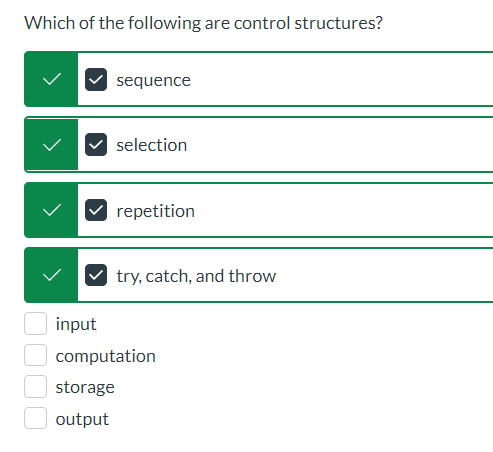 Which of the following are control structures?
sequence
selection
repetition
try, catch, and throw
input
computation
storage
output